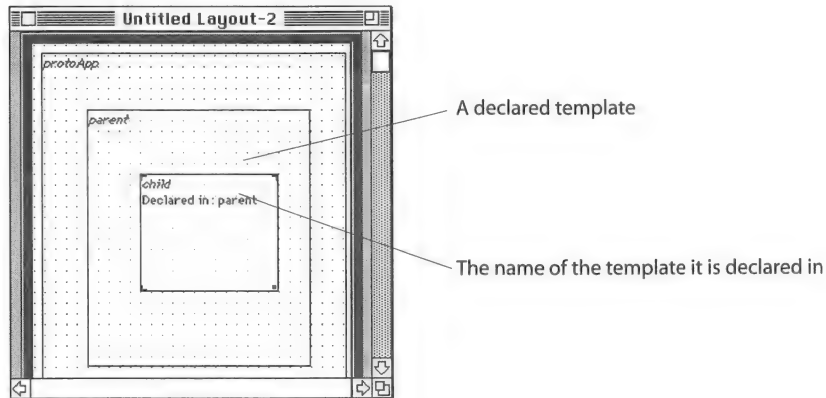 Untitled Layout-2
protoApp
parent
A declared template
child
Declared in: parent
The name of the template it is declared in